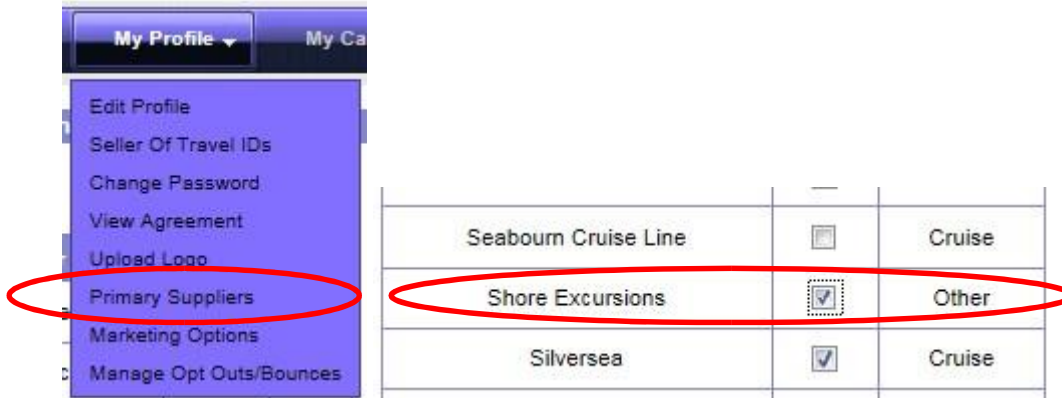 My Profile My Ca
Edit Profile
Seller Of Travel IDs
Change Password
View Agreement
Upload Logo
Primary Suppliers
Marketing Options
Manage Opt Outs/Bounces
Seabourn Cruise Line Cruise
Shore Excursions Other
Silversea Cruise